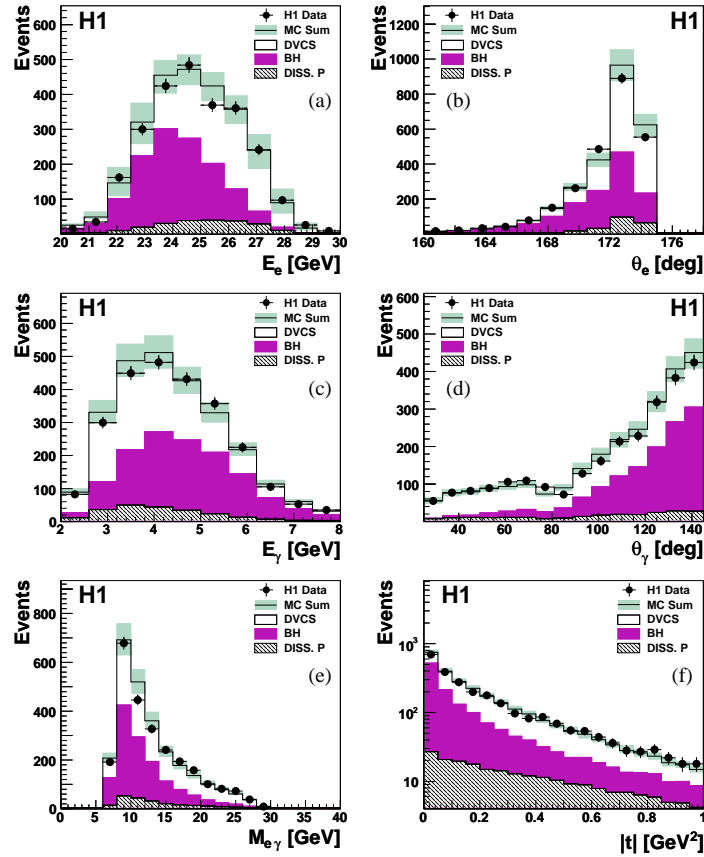 H1
H1 Data
MC Sum
DVCS
BH
DISS. P
(a)
Events
0
100
200
300
400
500
600
20 21 22 23 24 25 26 27 28 29 30
E_e [GeV]
H1
H1 Data
MC Sum
DVCS
BH
DISS. P
(b)
Events
0
200
400
600
800
1000
1200
160 164 168 172 176
θ_e [deg]
H1
H1 Data
MC Sum
DVCS
BH
DISS. P
(c)
Events
0
100
200
300
400
500
600
2 3 4 5 6 7 8
E_γ [GeV]
H1
H1 Data
MC Sum
DVCS
BH
DISS. P
(d)
Events
0
100
200
300
400
500
600
40 60 80 100 120 140
θ_γ [deg]
H1
H1 Data
MC Sum
DVCS
BH
DISS. P
(e)
Events
0
200
400
600
800
0 5 10 15 20 25 30 35 40
M_eγ [GeV]
H1
H1 Data
MC Sum
DVCS
BH
DISS. P
(f)
Events
10
10²
10³
0 0.2 0.4 0.6 0.8 1
|t| [GeV²]